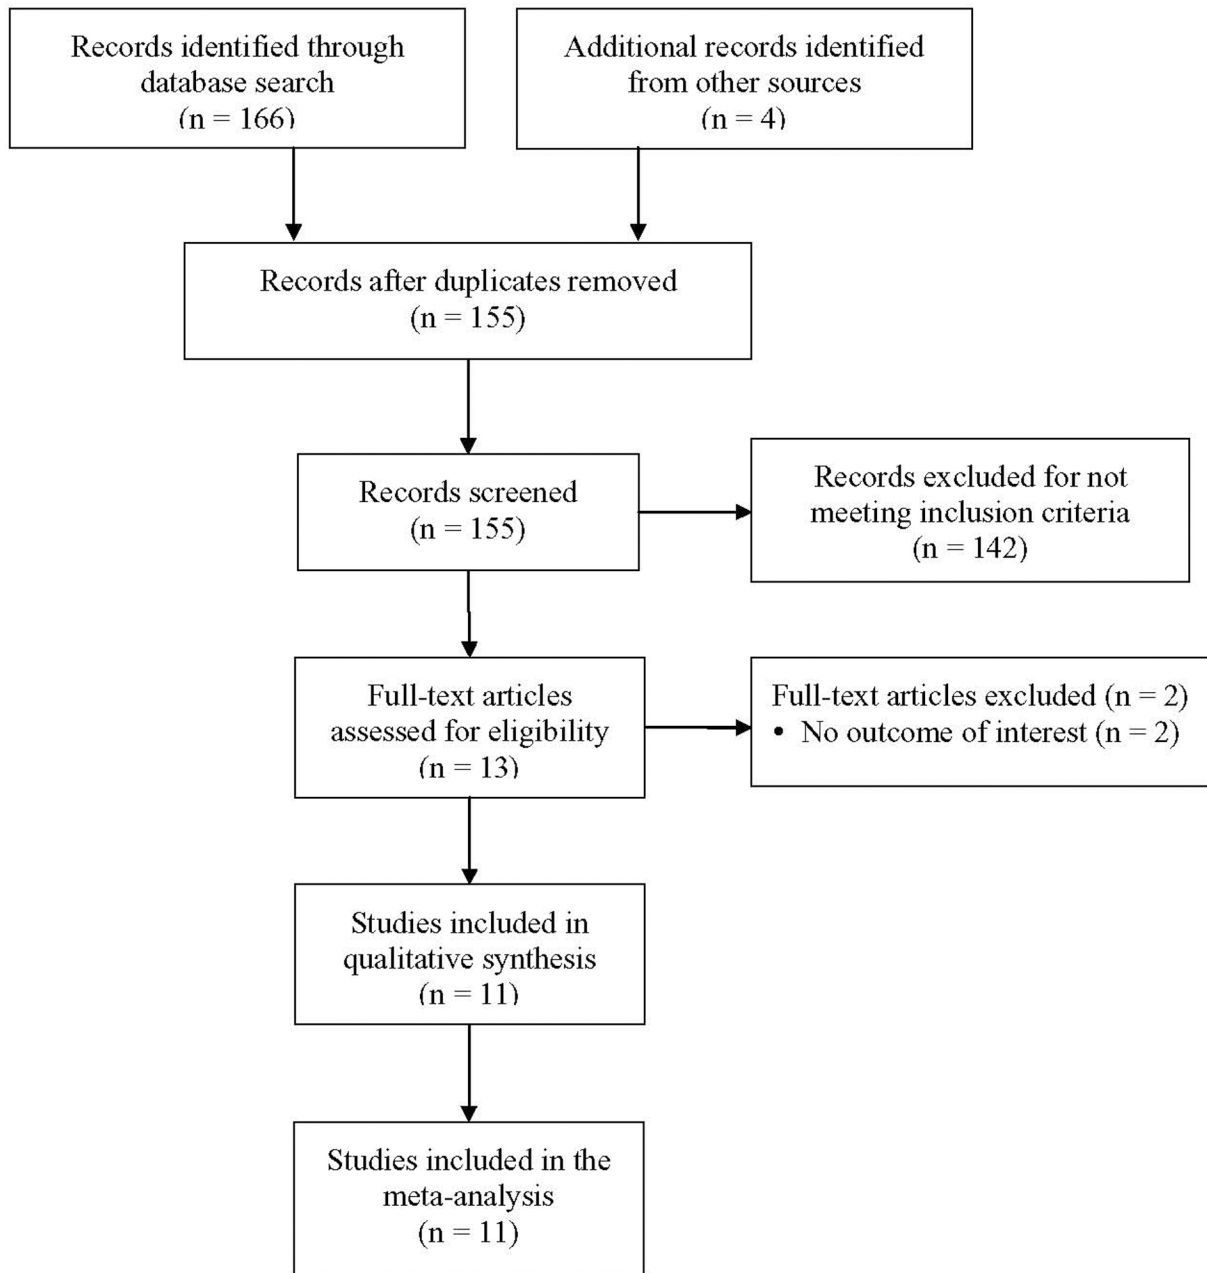 Records identified through
database search
(n = 166)
Additional records identified
from other sources
(n = 4)
Records after duplicates removed
(n = 155)
Records screened
(n = 155)
Records excluded for not
meeting inclusion criteria
(n = 142)
Full-text articles
assessed for eligibility
(n = 13)
Full-text articles excluded (n = 2)
• No outcome of interest (n = 2)
Studies included in
qualitative synthesis
(n = 11)
Studies included in the
meta-analysis
(n = 11)